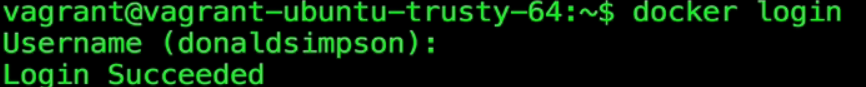 vagrant@vagrant-ubuntu-trusty-64:~$ docker login
Username (donaldsimpson):
Login Succeeded